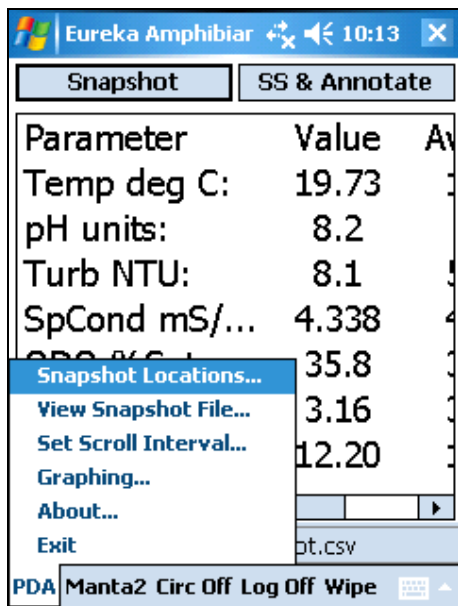 Eureka Amphibiar 10:13
Snapshot SS & Annotate
Parameter Value Av
Temp deg C: 19.73
pH units: 8.2
Turb NTU: 8.1
SpCond mS/... 4.338
35.8
Snapshot Locations...
View Snapshot File... 3.16
Set Scroll Interval... 12.20
Graphing...
About...
Exit ot.csv
PDA Manta2 Circ Off Log Off Wipe